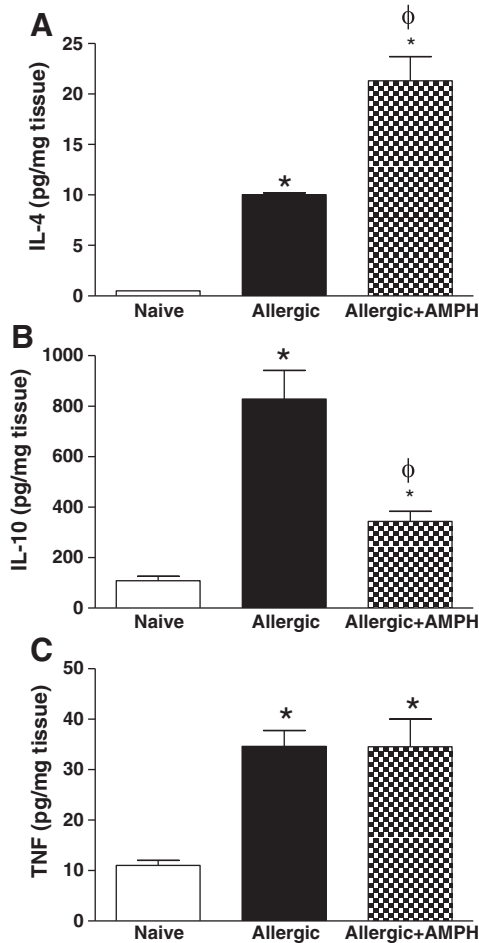 A
ϕ
*
*
25
20
15
10
5
0
IL-4 (pg/mg tissue)
Naive Allergic Allergic+AMPH
B
*
ϕ
*
1000
800
600
400
200
0
IL-10 (pg/mg tissue)
Naive Allergic Allergic+AMPH
C
* *
50
40
30
20
10
0
TNF (pg/mg tissue)
Naive Allergic Allergic+AMPH